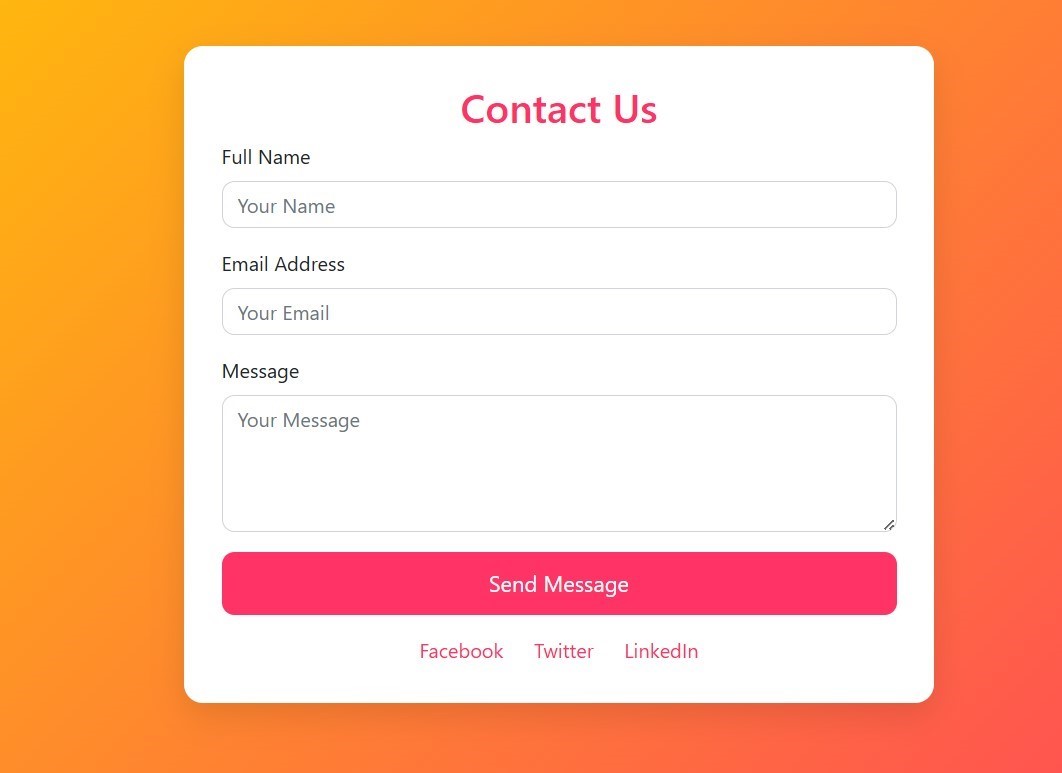 Contact Us
Full Name
Your Name
Email Address
Your Email
Message
Your Message
Send Message
Facebook Twitter LinkedIn